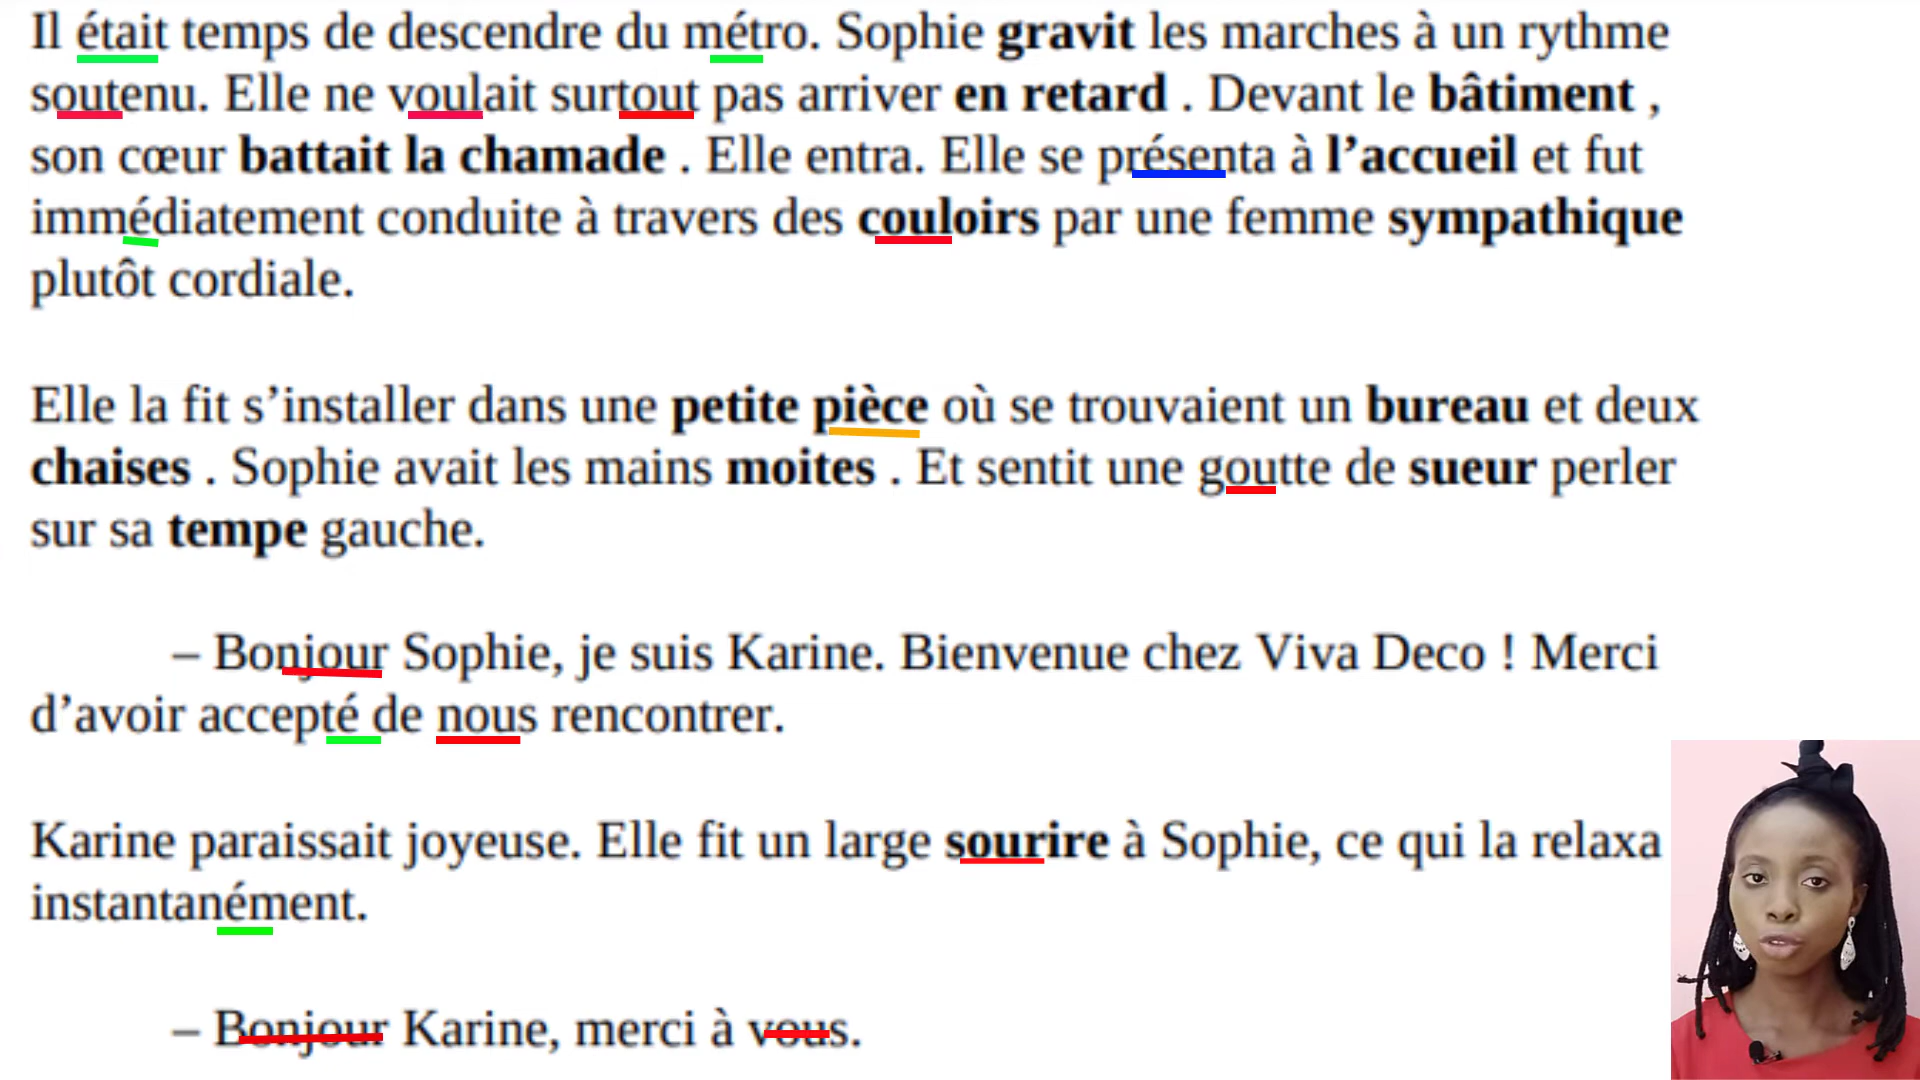 Il était temps de descendre du métro. Sophie gravit les marches à un rythme
soutenu. Elle ne voulait surtout pas arriver en retard . Devant le bâtiment ,
son cœur battait la chamade . Elle entra. Elle se présenta à l’accueil et fut
immédiatement conduite à travers des couloirs par une femme sympathique
plutôt cordiale.
Elle la fit s’installer dans une petite pièce où se trouvaient un bureau et deux
chaises . Sophie avait les mains moites . Et sentit une goutte de sueur perler
sur sa tempe gauche.
– Bonjour Sophie, je suis Karine. Bienvenue chez Viva Deco ! Merci
d’avoir accepté de nous rencontrer.
Karine paraissait joyeuse. Elle fit un large sourire à Sophie, ce qui la relaxa
instantanément.
– Bonjour Karine, merci à vous.